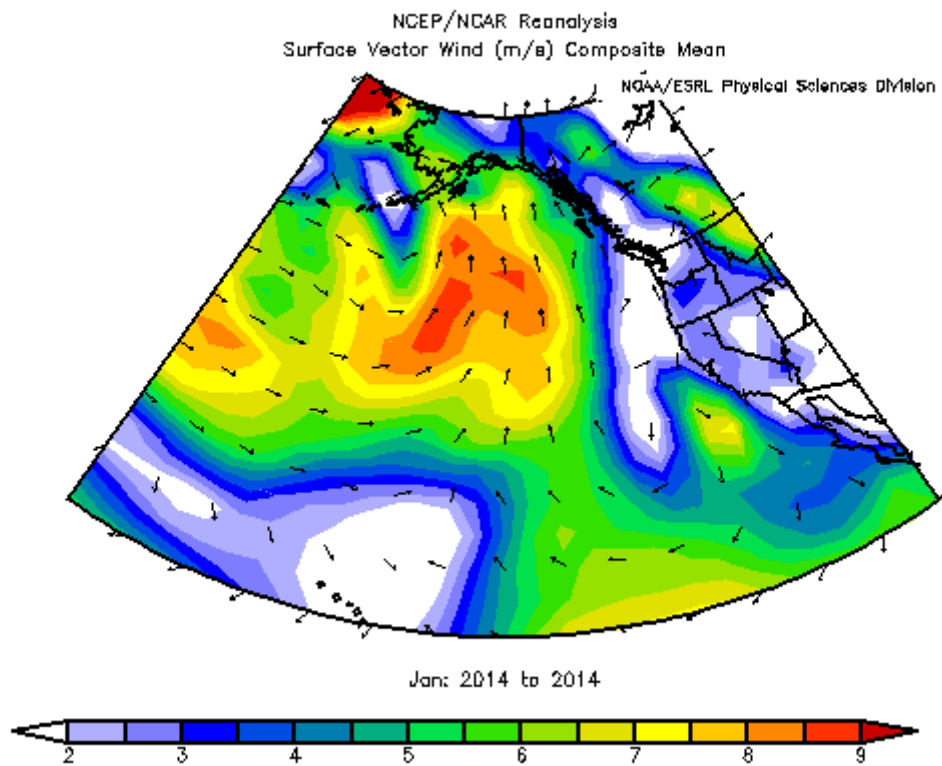 NCEP/NCAR Reanalysis
Surface Vector Wind (m/s) Composite Mean
NOAA/ESRL Physical Sciences Division
Jan: 2014 to 2014
2 3 4 5 6 7 8 9